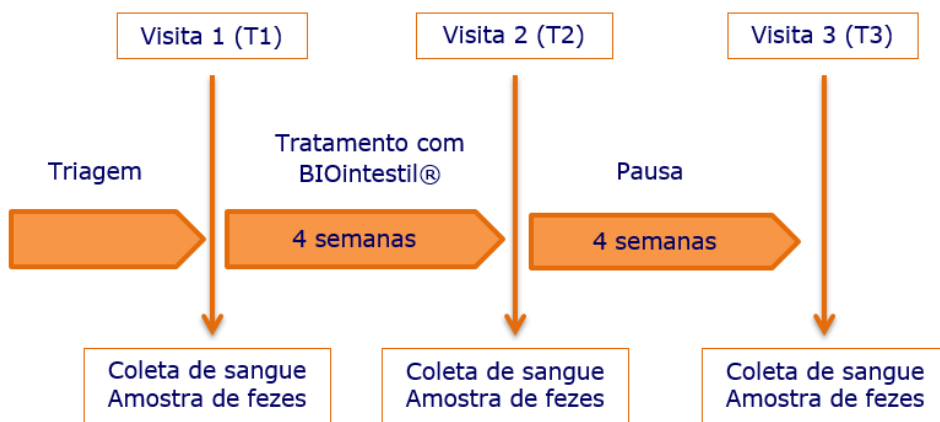 Visita 1 (T1)
Visita 2 (T2)
Visita 3 (T3)
Triagem
Tratamento com
BIOintestil®
Pausa
4 semanas
4 semanas
Coleta de sangue
Amostra de fezes
Coleta de sangue
Amostra de fezes
Coleta de sangue
Amostra de fezes